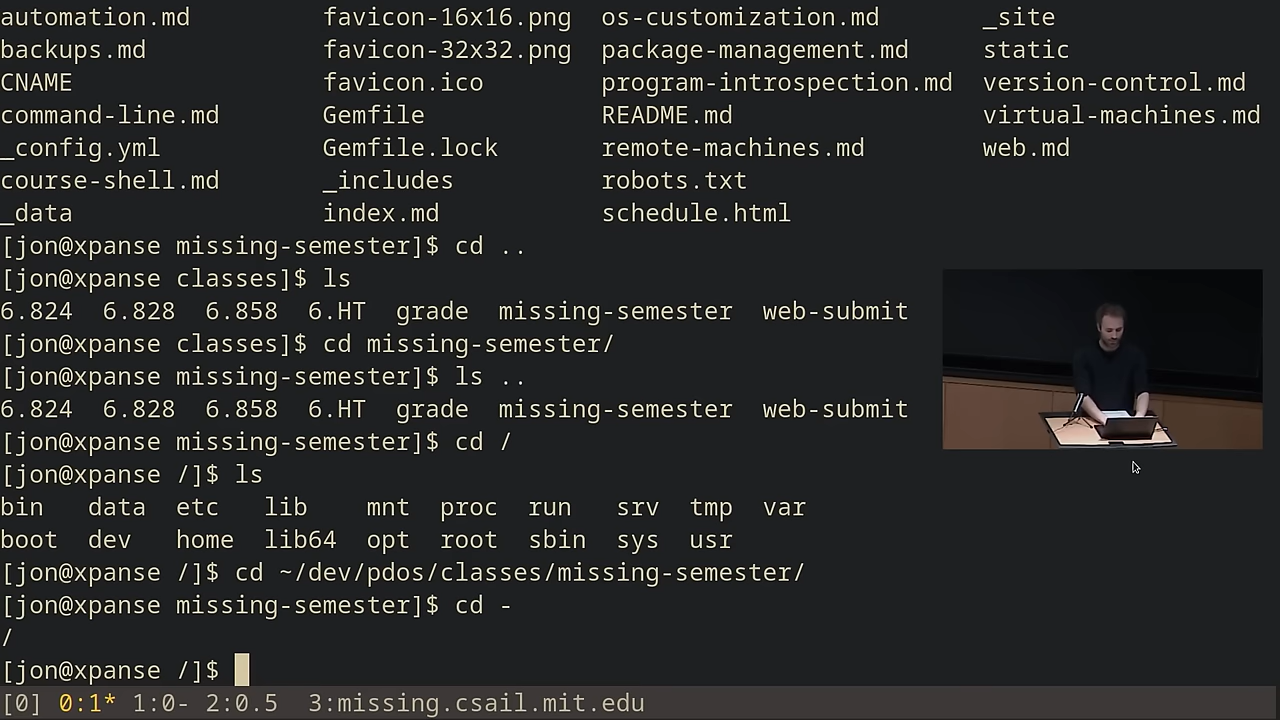 automation.md favicon-16x16.png os-customization.md _site
backups.md favicon-32x32.png package-management.md static
CNAME favicon.ico program-introspection.md version-control.md
command-line.md Gemfile README.md virtual-machines.md
_config.yml Gemfile.lock remote-machines.md web.md
course-shell.md _includes robots.txt
_data index.md schedule.html
[jon@xpanse missing-semester]$ cd ..
[jon@xpanse classes]$ ls
6.824 6.828 6.858 6.HT grade missing-semester web-submit
[jon@xpanse classes]$ cd missing-semester/
[jon@xpanse missing-semester]$ ls ..
6.824 6.828 6.858 6.HT grade missing-semester web-submit
[jon@xpanse missing-semester]$ cd /
[jon@xpanse /]$ ls
bin data etc lib mnt proc run srv tmp var
boot dev home lib64 opt root sbin sys usr
[jon@xpanse /]$ cd ~/dev/pdos/classes/missing-semester/
[jon@xpanse missing-semester]$ cd -
/
[jon@xpanse /]$
[0] 0:1* 1:0- 2:0.5 3:missing.csail.mit.edu